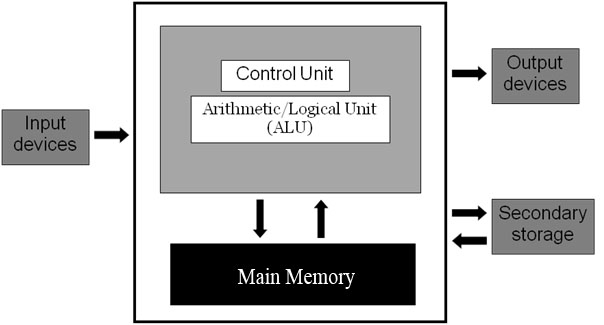 Control Unit
Arithmetic/Logical Unit
(ALU)
Input
devices
Output
devices
Secondary
storage
Main Memory